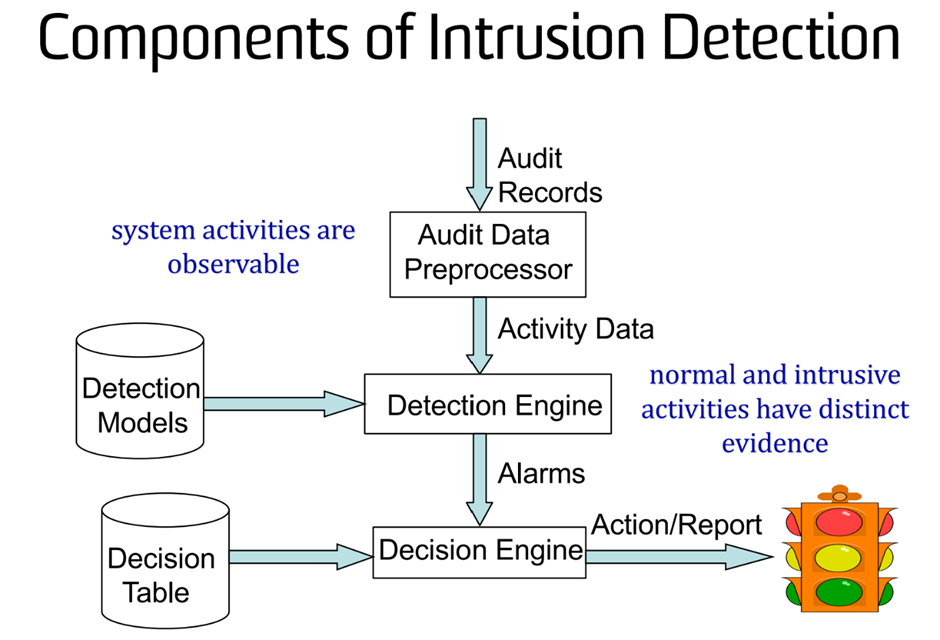 Components of Intrusion Detection
Audit
Records
system activities are
observable
Audit Data
Preprocessor
Activity Data
Detection
Models
Detection Engine
normal and intrusive
activities have distinct
evidence
Alarms
Decision
Table
Decision Engine
Action/Report